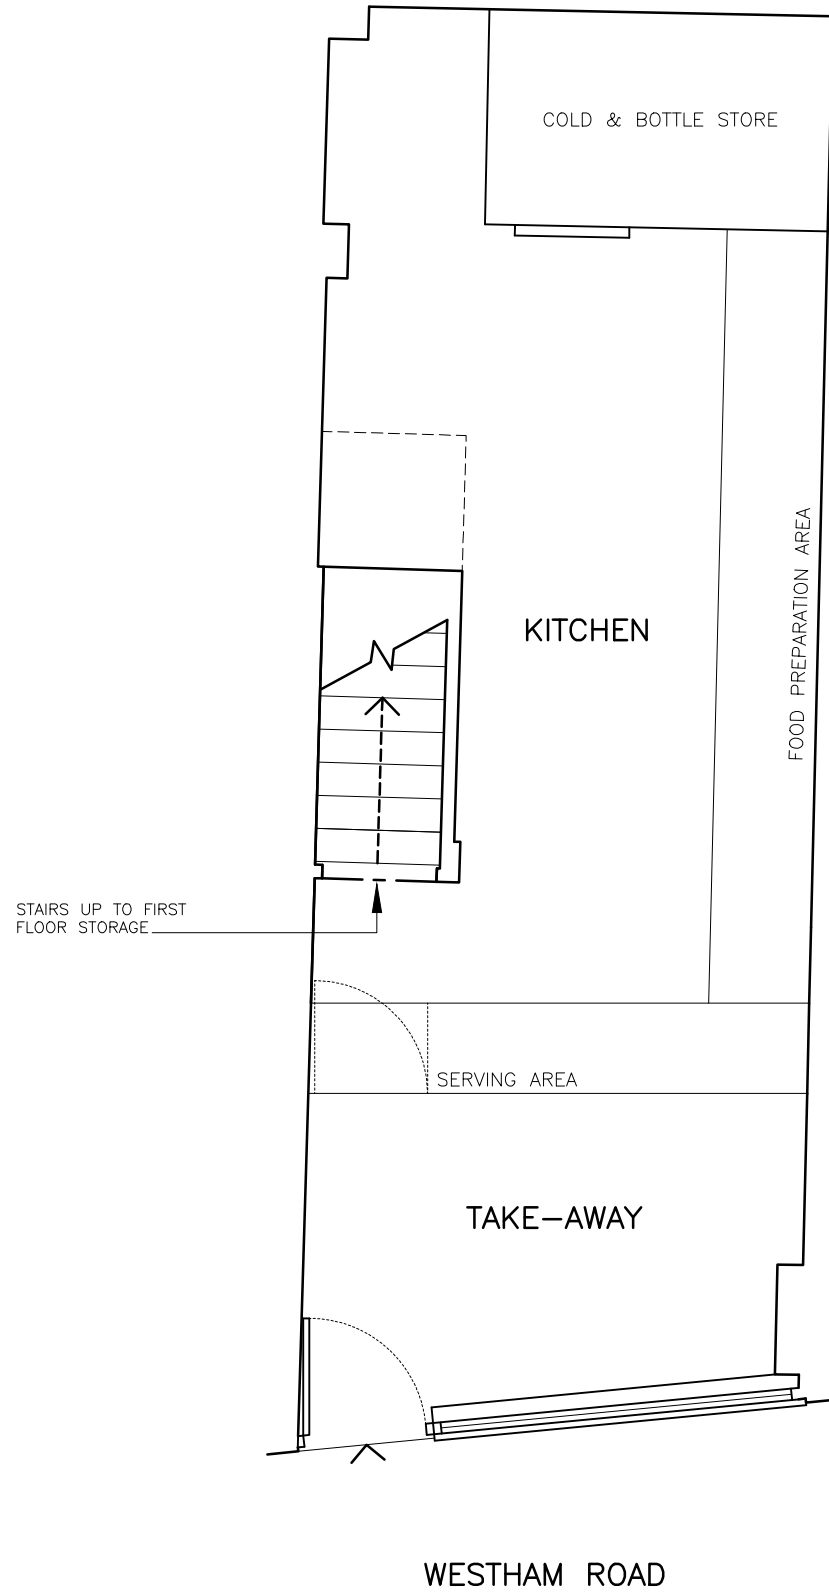 COLD & BOTTLE STORE
FOOD PREPARATION AREA
KITCHEN
STAIRS UP TO FIRST
FLOOR STORAGE
SERVING AREA
TAKE-AWAY
WESTHAM ROAD